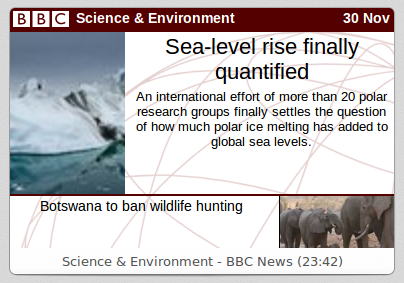 BBC Science & Environment 30 Nov
Sea-level rise finally
quantified
An international effort of more than 20 polar
research groups finally settles the question
of how much polar ice melting has added to
global sea levels.
Botswana to ban wildlife hunting
Science & Environment - BBC News (23:42)